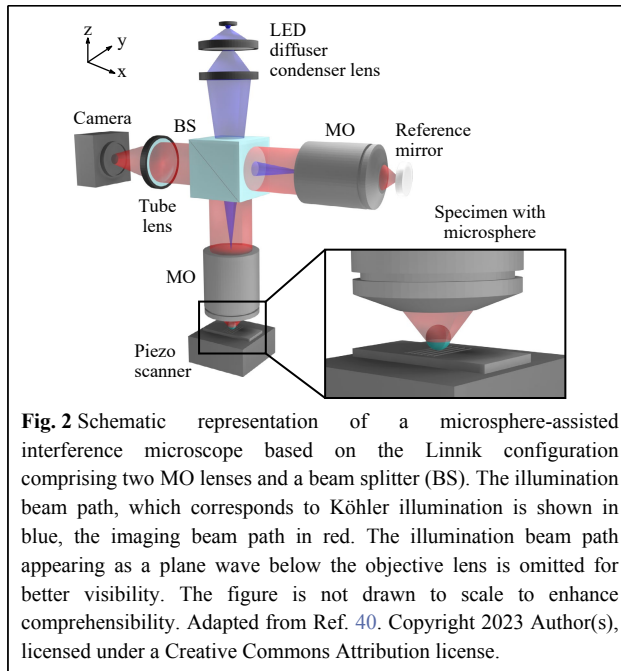 z
y
x
LED
diffuser
condenser lens
Camera
BS
MO
Reference
mirror
Tube
lens
Specimen with
microsphere
MO
Piezo
scanner
Fig. 2 Schematic representation of a microsphere-assisted
interference microscope based on the Linnik configuration
comprising two MO lenses and a beam splitter (BS). The illumination
beam path, which corresponds to Köhler illumination is shown in
blue, the imaging beam path in red. The illumination beam path
appearing as a plane wave below the objective lens is omitted for
better visibility. The figure is not drawn to scale to enhance
comprehensibility. Adapted from Ref. 40. Copyright 2023 Author(s),
licensed under a Creative Commons Attribution license.